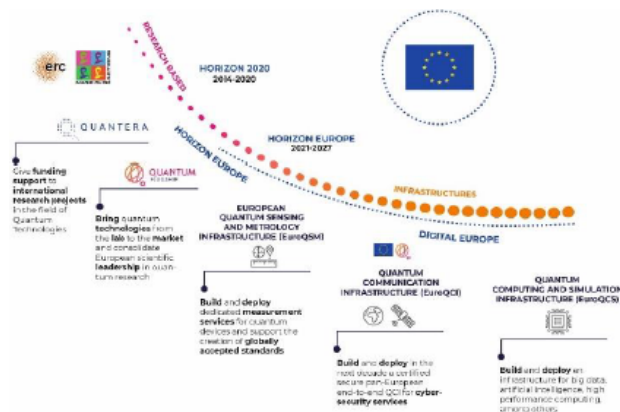 erc
RESEARCH BASED
HORIZON 2020
2014-2020
QUANTERA
HORIZON EUROPE
HORIZON EUROPE
2021-2027
Give funding
support to
international
research projects
in the field of
Quantum
Technologies
QUANTUM
Bring quantum
technologies from
the lab to the market
and consolidate
European scientific
leadership in quan-
tum research
INFRASTRUCTURES
DIGITAL EUROPE
EUROPEAN
QUANTUM SENSING
AND METROLOGY
INFRASTRUCTURE (EuroQSM)
Build and deploy
dedicated measurement
services for quantum
devices and support the
creation of globally
accepted standards
QUANTUM
COMMUNICATION
INFRASTRUCTURE (EuroQCI)
Build and deploy in the
next decade a certified
secure pan-European
end-to-end QCI for cyber-
security services
QUANTUM
COMPUTING AND SIMULATION
INFRASTRUCTURE (EuroQCS)
Build and deploy an
infrastructure for big data,
artificial intelligence, high
performance computing,
among others